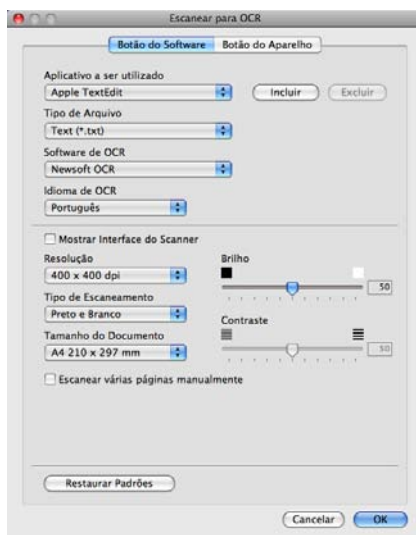 Escanear para OCR
Botão do Software Botão do Aparelho
Aplicativo a ser utilizado
Apple TextEdit Incluir Excluir
Tipo de Arquivo
Text (*.txt)
Software de OCR
Newsoft OCR
Idioma de OCR
Português
Mostrar Interface do Scanner
Resolução Brilho
400 x 400 dpi 50
Tipo de Escaneamento
Preto e Branco Contraste
Tamanho do Documento
A4 210 x 297 mm 50
Escanear várias páginas manualmente
Restaurar Padrões
Cancelar OK